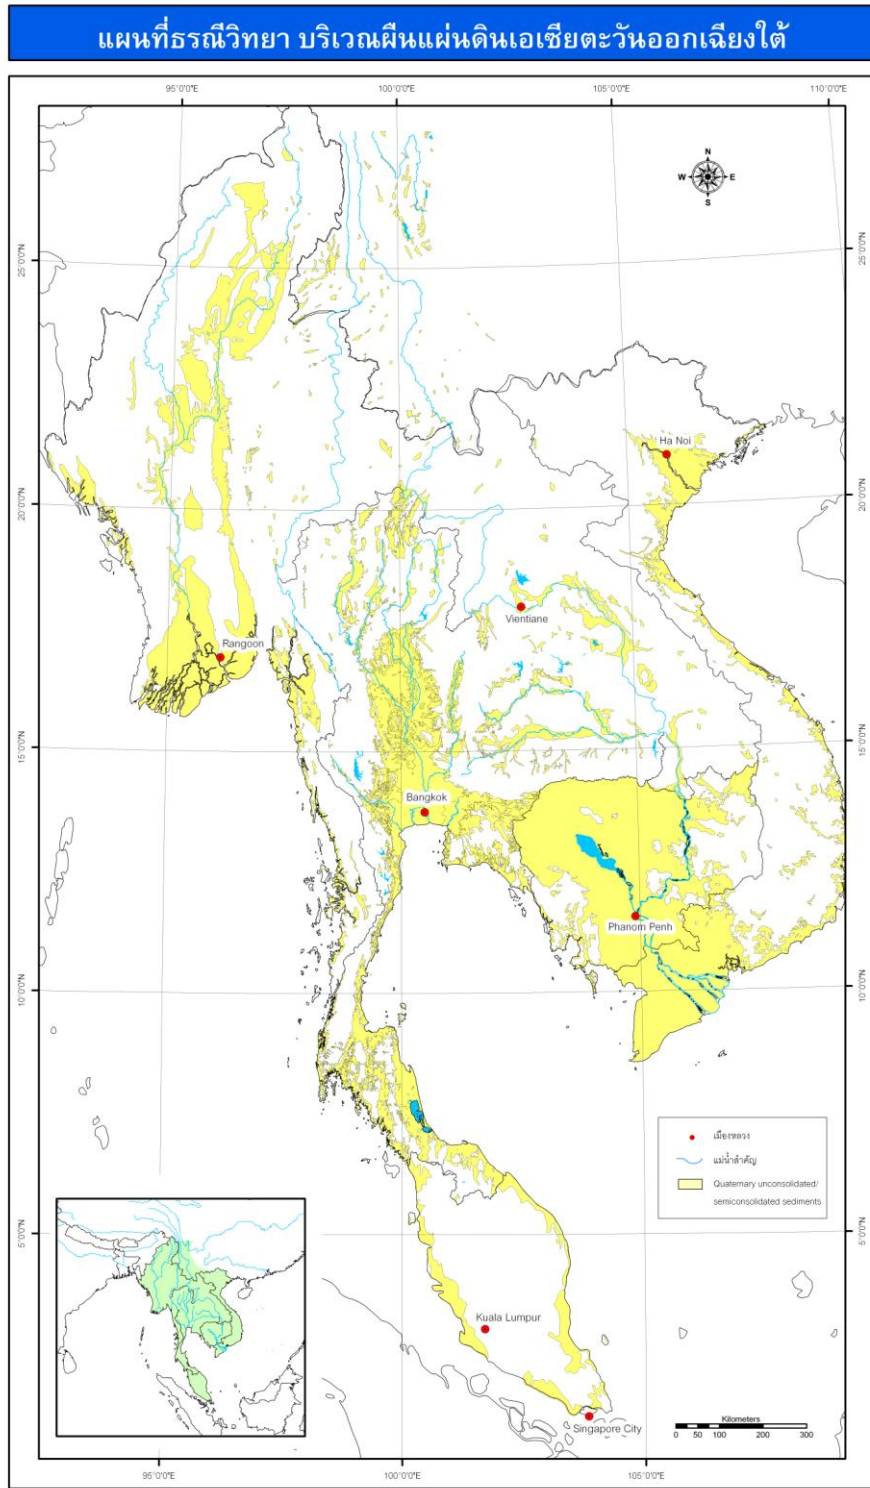 แผนที่ธรณีวิทยา บริเวณผืนแผ่นดินเอเชียตะวันออกเฉียงใต้
95°0'0"E
100°0'0"E
105°0'0"E
110°0'0"E
N
W E
S
25°0'0"N
25°0'0"N
Ha Noi
20°0'0"N
20°0'0"N
Vientiane
Rangoon
15°0'0"N
15°0'0"N
Bangkok
Phanom Penh
10°0'0"N
10°0'0"N
เมืองหลวง
แม่น้ำสำคัญ
Quaternary unconsolidated/
semiconsolidated sediments
5°0'0"N
5°0'0"N
Kuala Lumpur
Singapore City
Kilometers
0 50 100 200 300
95°0'0"E
100°0'0"E
105°0'0"E